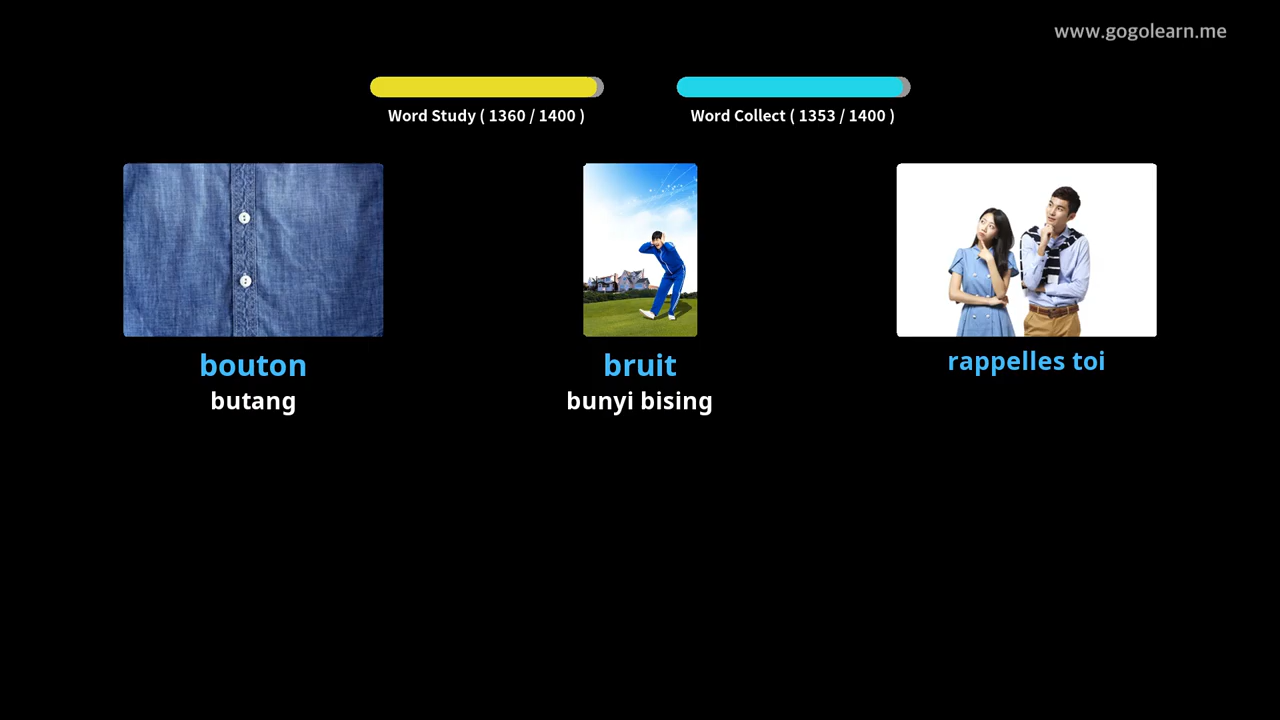 www.gogolearn.me
Word Study ( 1360 / 1400 )
Word Collect ( 1353 / 1400 )
bouton
butang
bruit
bunyi bising
rappelles toi